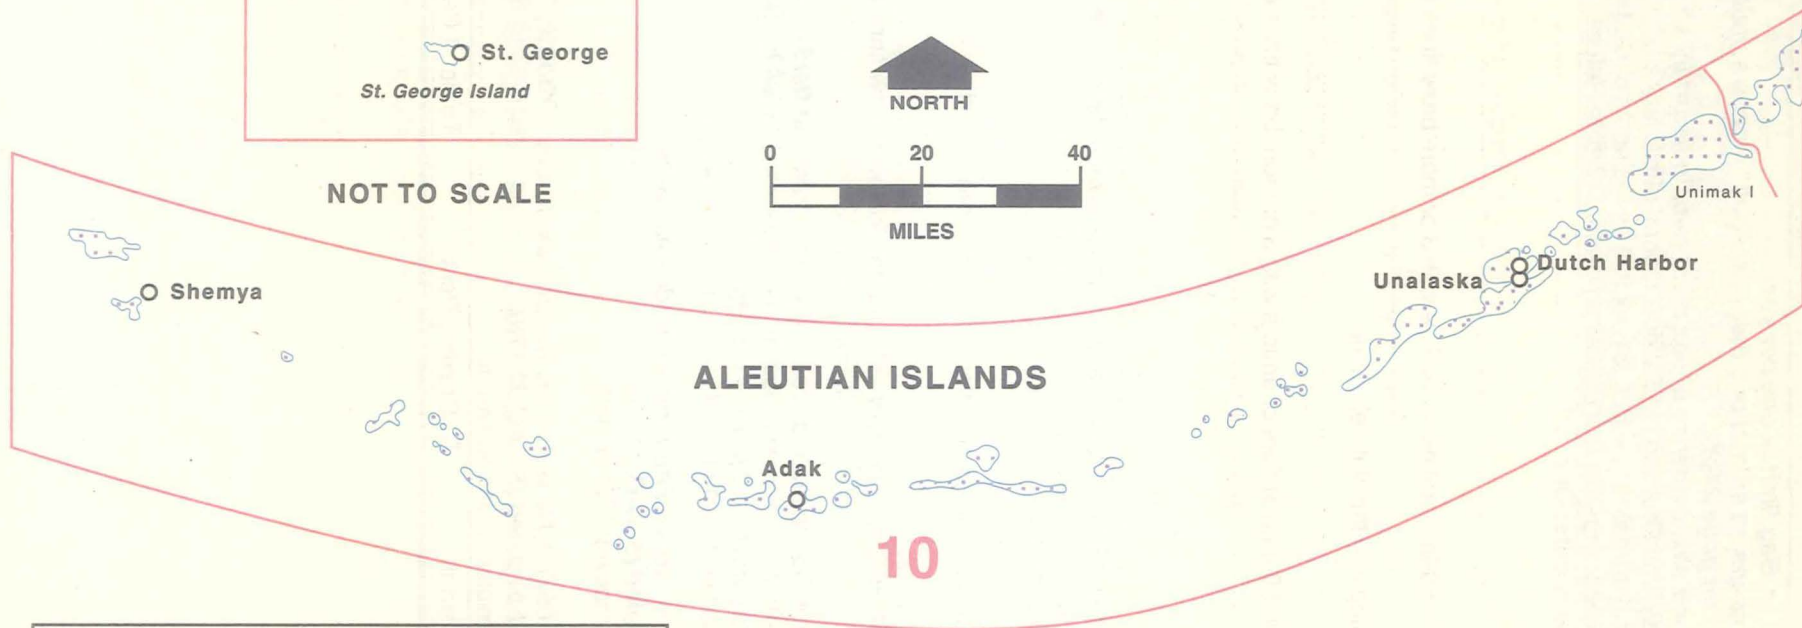 St. George
St. George Island
NORTH
0 20 40
MILES
NOT TO SCALE
Unimak I
Shemya
Unalaska
Dutch Harbor
ALEUTIAN ISLANDS
Adak
10